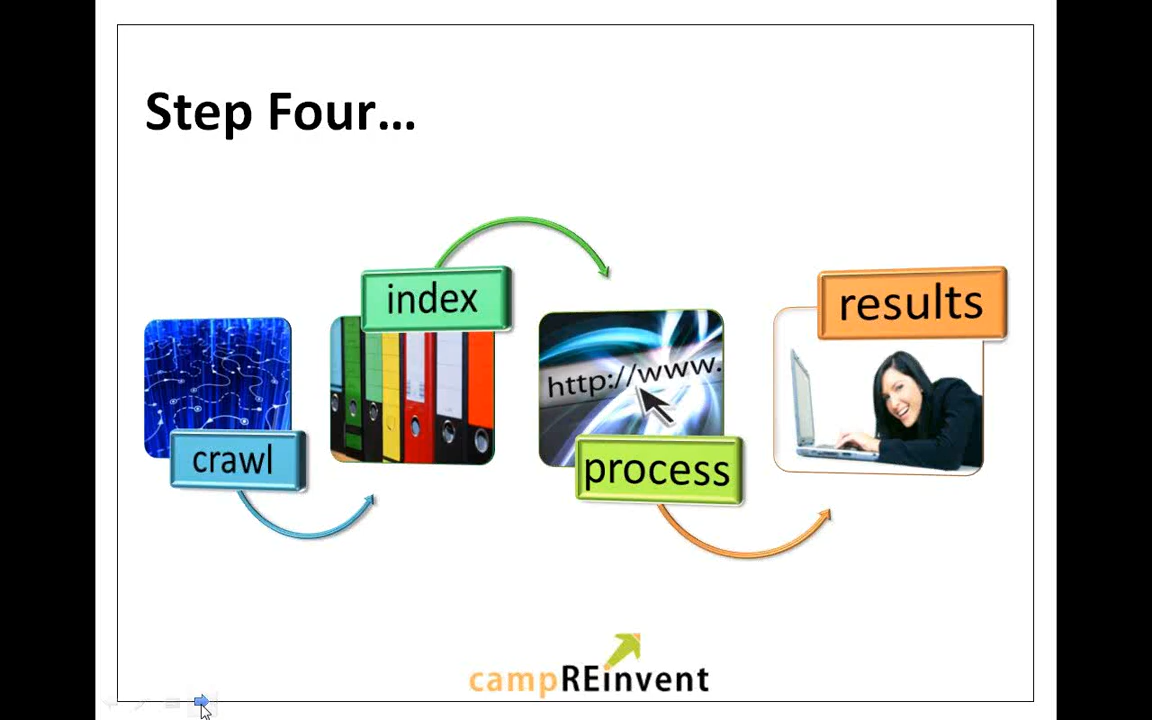 Step Four...
crawl
index
http://www.
process
results
campREinvent